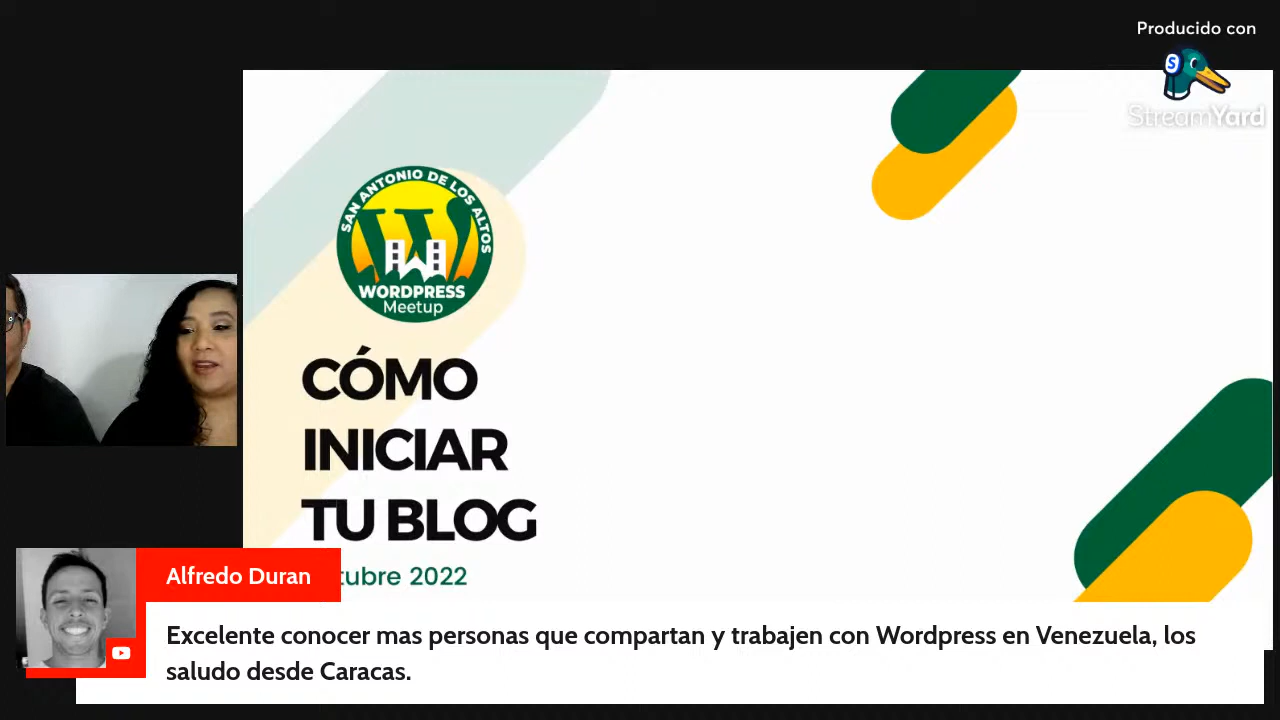 Producido con
StreamYard
SAN ANTONIO DE LOS ALTOS
WORDPRESS
Meetup
CÓMO
INICIAR
TU BLOG
tubre 2022
Alfredo Duran
Excelente conocer mas personas que compartan y trabajen con Wordpress en Venezuela, los
saludo desde Caracas.